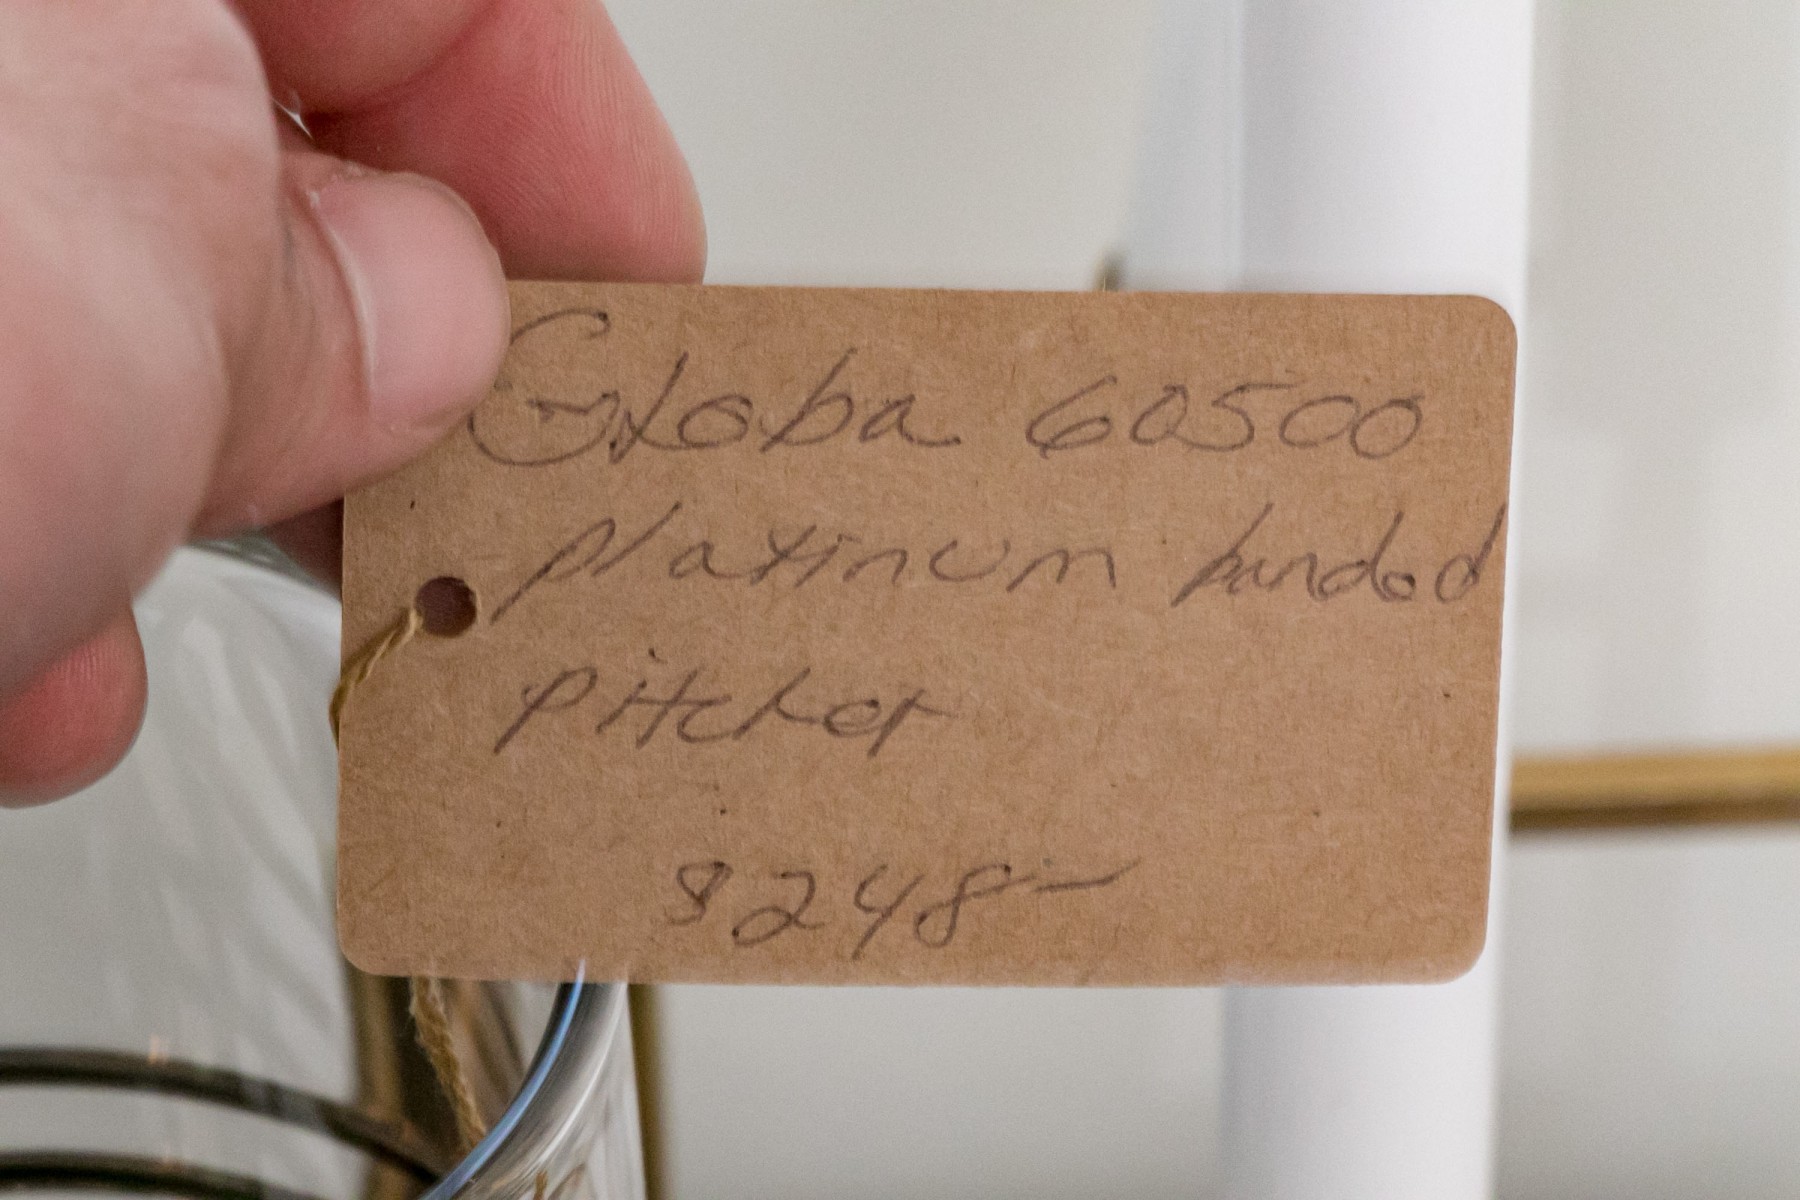 Globa 60500
platinum banded
pitcher
$248-